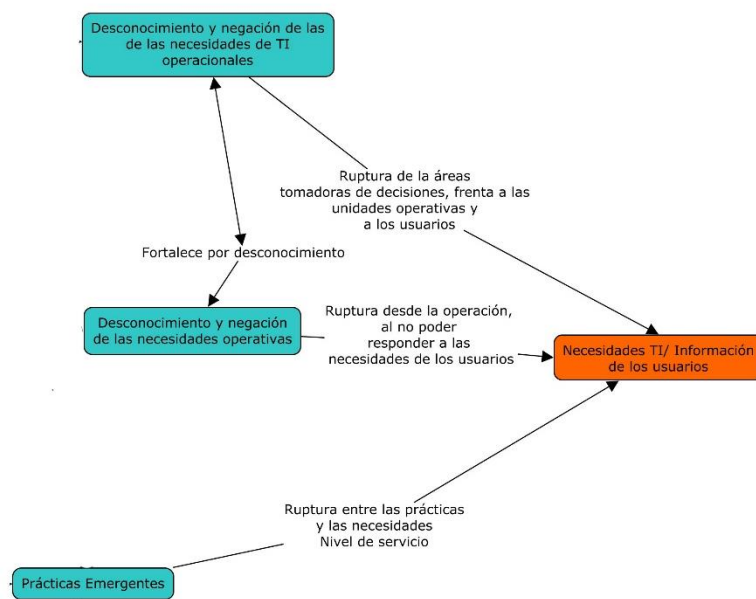 Desconocimiento y negación de las
de las necesidades de TI
operacionales
Ruptura de la áreas
tomadoras de decisiones, frenta a las
unidades operativas y
a los usuarios
Fortalece por desconocimiento
Desconocimiento y negación
de las necesidades operativas
Ruptura desde la operación,
al no poder
responder a las
necesidades de los usuarios
Necesidades TI/ Información
de los usuarios
Ruptura entre las prácticas
y las necesidades
Nivel de servicio
Prácticas Emergentes